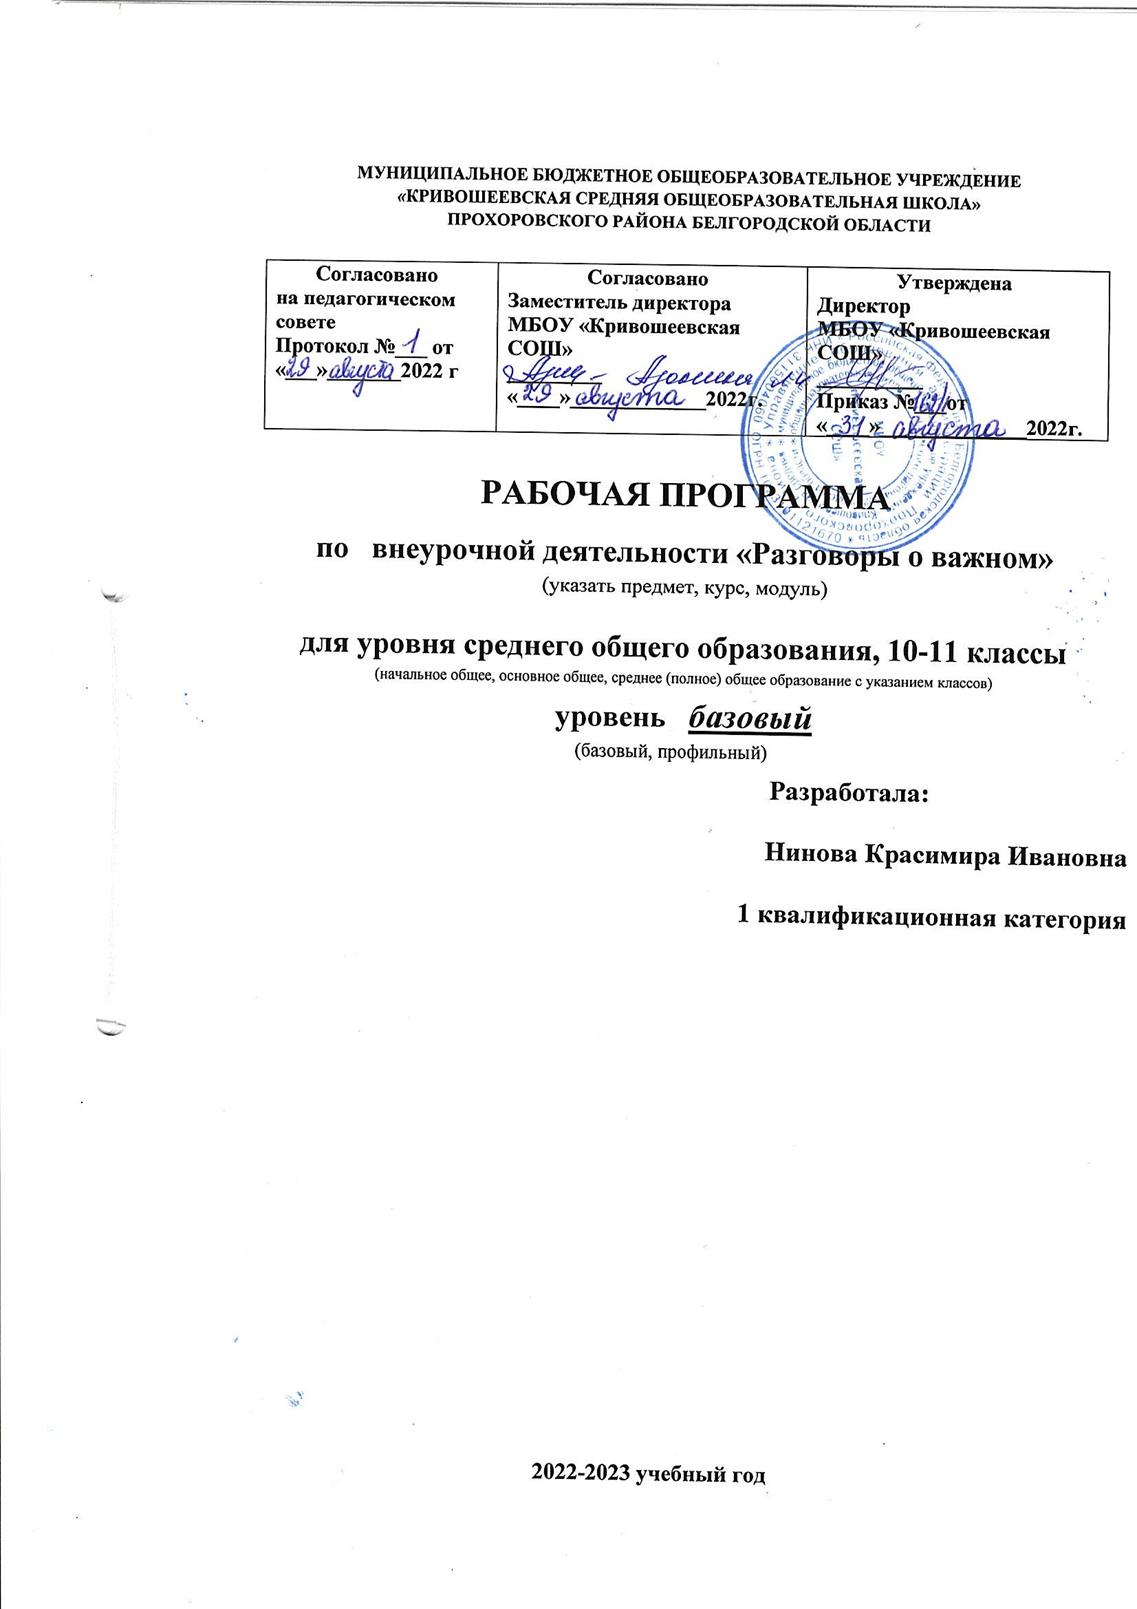 МУНИЦИПАЛЬНОЕ БЮДЖЕТНОЕ ОБЩЕОБРАЗОВАТЕЛЬНОЕ УЧРЕЖДЕНИЕ
«КРИВОШЕЕВСКАЯ СРЕДНЯЯ ОБЩЕОБРАЗОВАТЕЛЬНАЯ ШКОЛА»
ПРОХОРОВСКОГО РАЙОНА БЕЛГОРОДСКОЙ ОБЛАСТИ
Согласовано
на педагогическом
совете
Протокол № 1 от
«29» августа 2022 г
Согласовано
Заместитель директора
МБОУ «Кривошеевская
СОШ»
«29» августа 2022г.
Утверждена
Директор
МБОУ «Кривошеевская
СОШ»
Приказ № от
«31» августа 2022г.
РАБОЧАЯ ПРОГРАММА
по внеурочной деятельности «Разговоры о важном»
(указать предмет, курс, модуль)
для уровня среднего общего образования, 10-11 классы
(начальное общее, основное общее, среднее (полное) общее образование с указанием классов)
уровень базовый
(базовый, профильный)
Разработала:
Нинова Красимира Ивановна
1 квалификационная категория
2022-2023 учебный год